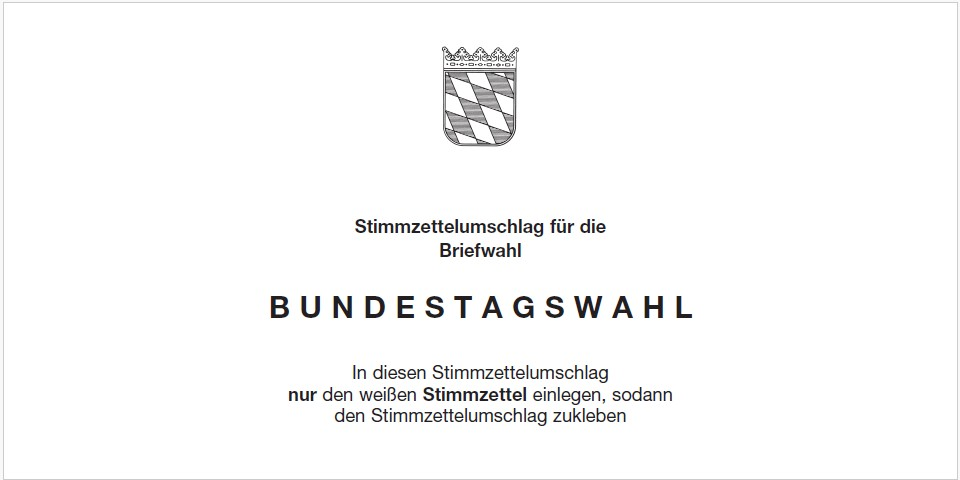 Stimmzettelumschlag für die
Briefwahl
BUNDESTAGSWAHL
In diesen Stimmzettelumschlag
nur den weißen Stimmzettel einlegen, sodann
den Stimmzettelumschlag zukleben